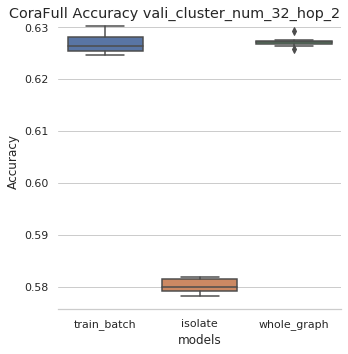 CoraFull Accuracy vali_cluster_num_32_hop_2
0.63
0.62
0.61
0.60
0.59
0.58
Accuracy
train_batch isolate whole_graph
models